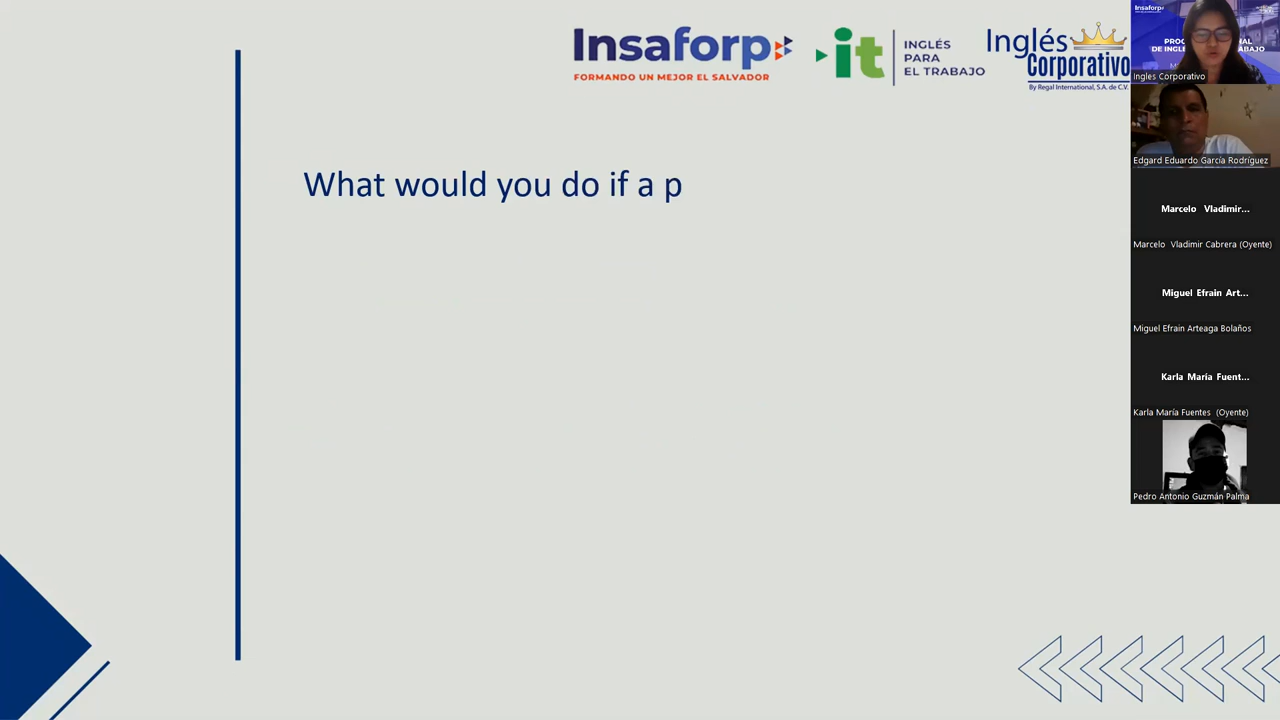 Insaforp
FORMANDO UN MEJOR EL SALVADOR
it
INGLÉS
PARA
EL TRABAJO
Inglés
Corporativo
By Regal International, S.A. de C.V.
What would you do if a p
Insaforp
Ingles Corporativo
Edgard Eduardo García Rodríguez
Marcelo Vladimir...
Marcelo Vladimir Cabrera (Oyente)
Miguel Efrain Art...
Miguel Efrain Arteaga Bolaños
Karla María Fuent...
Karla María Fuentes (Oyente)
Pedro Antonio Guzmán Palma